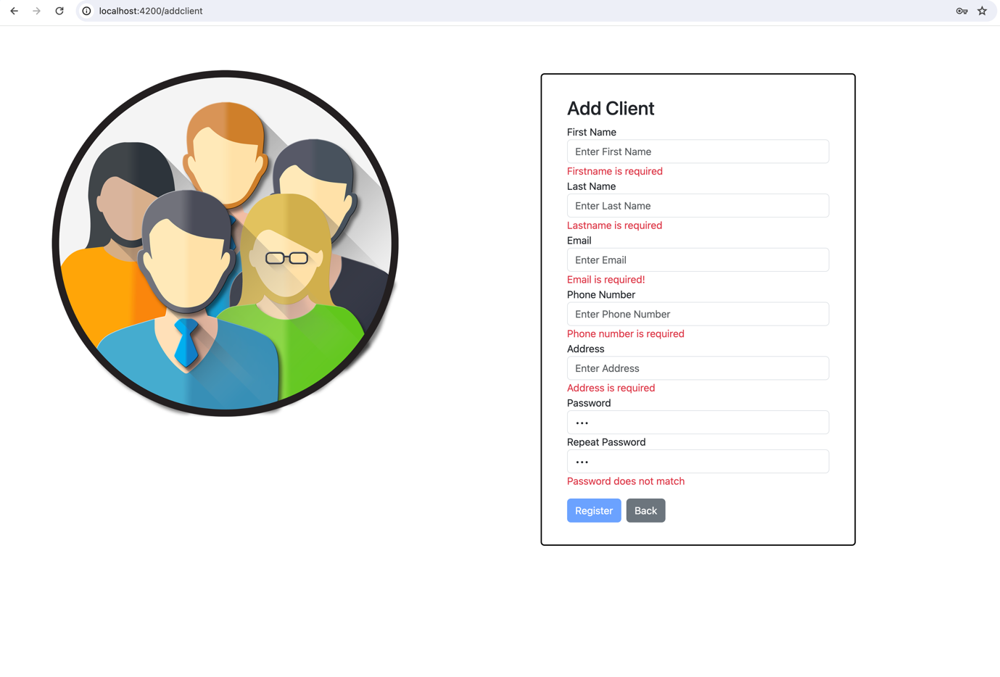 localhost:4200/addclient
Add Client
First Name
Enter First Name
Firstname is required
Last Name
Enter Last Name
Lastname is required
Email
Enter Email
Email is required!
Phone Number
Enter Phone Number
Phone number is required
Address
Enter Address
Address is required
Password
•••
Repeat Password
•••
Password does not match
Register Back